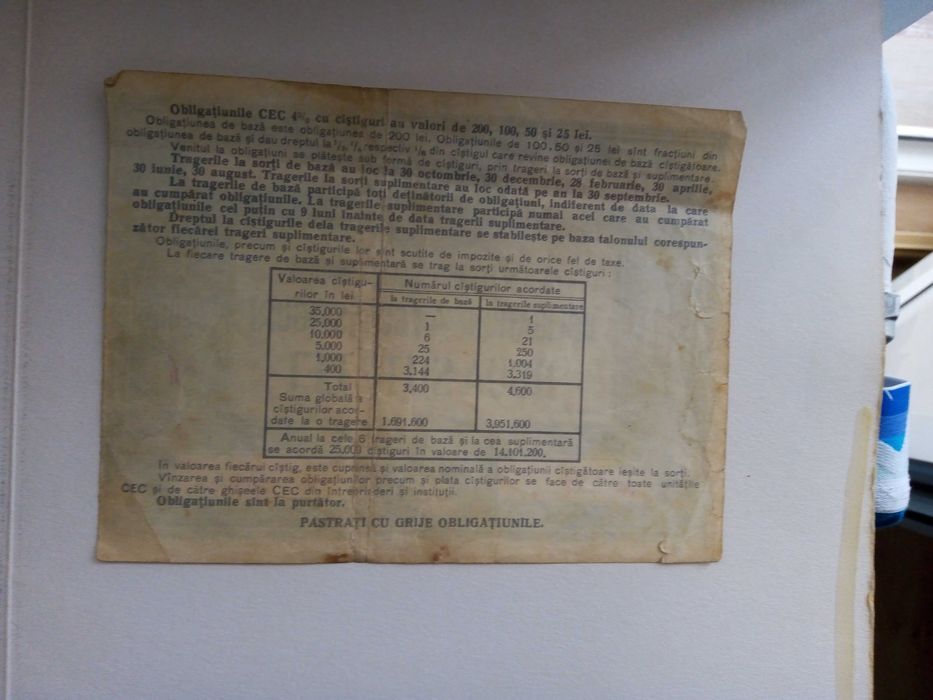 Obligațiunile CEC 4% cu cîștiguri au valori de 200, 100, 50 și 25 lei.
Obligațiunea de bază este obligațiunea de 200 lei. Obligațiunile de 100. 50 și 25 lei sînt fracțiuni din
obligațiunea de bază și dau dreptul la 1/2, 1/4 respectiv 1/8 din cîștigul care revine obligațiunei de bază cîștigătoare.
Venitul la obligațiuni se plătește sub formă de cîștiguri, prin trageri la sorți de bază și suplimentare.
Tragerile la sorți de bază au loc la 30 octombrie, 30 decembrie, 28 februarie, 30 aprilie,
30 iunie, 30 august. Tragerile la sorți suplimentare au loc odată pe an la 30 septembrie.
La tragerile de bază participă toți deținătorii de obligațiuni, indiferent de data la care
au cumpărat obligațiunile. La tragerile suplimentare participă numai acei care au cumpărat
obligațiunile cel puțin cu 9 luni înainte de data tragerii suplimentare.
Dreptul la cîștigurile dela tragerile suplimentare se stabilește pe baza talonului corespun-
zător fiecărei trageri suplimentare.
Obligațiunile, precum și cîștigurile lor sînt scutite de impozite și de orice fel de taxe.
La fiecare tragere de bază și suplimentară se trag la sorți următoarele cîștiguri :
Valoarea cîștigu- Numărul cîștigurilor acordate
rilor în lei la tragerile de bază la tragerile suplimentare
35.000 — 1
25.000 1 5
10.000 6 21
5.000 25 250
1.000 224 1.004
400 3.144 3.319
Total 3.400 4.600
Suma globală a
cîștigurilor acor-
date la o tragere 1.691.600 3.951.600
Anual la cele 6 trageri de bază și la cea suplimentară
se acordă 25.000 cîștiguri în valoare de 14.101.200.
În valoarea fiecărui cîștig, este cuprinsă și valoarea nominală a obligațiunii cîștigătoare ieșite la sorți.
Vînzarea și cumpărarea obligațiunilor precum și plata cîștigurilor se face de către toate unitățile
CEC și de către ghișeele CEC din întreprinderi și instituții.
Obligațiunile sînt la purtător.
PASTRAȚI CU GRIJE OBLIGAȚIUNILE.